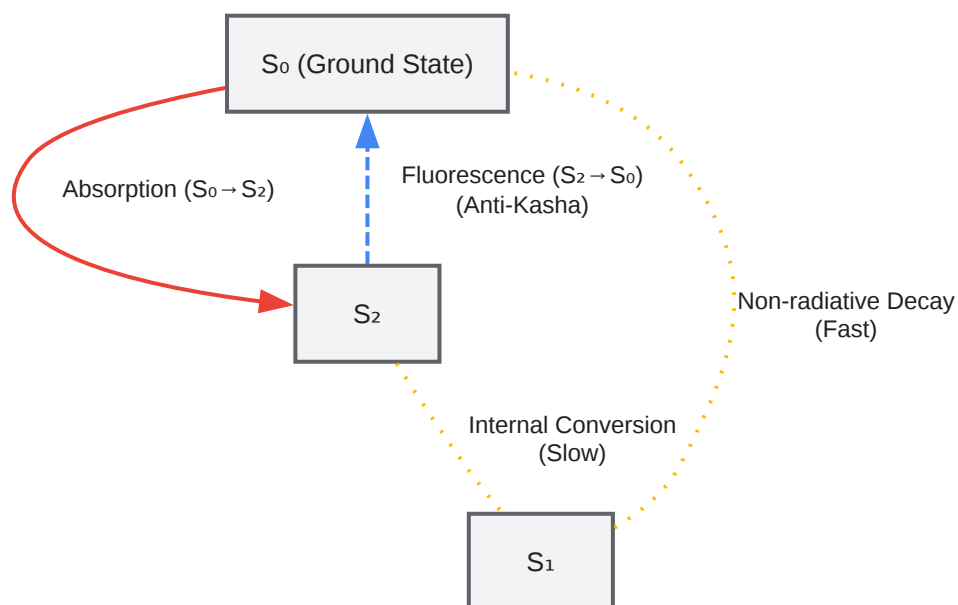 S₀ (Ground State)
Absorption (S₀→S₂)
Fluorescence (S₂→S₀)
(Anti-Kasha)
S₂
Non-radiative Decay
(Fast)
Internal Conversion
(Slow)
S₁